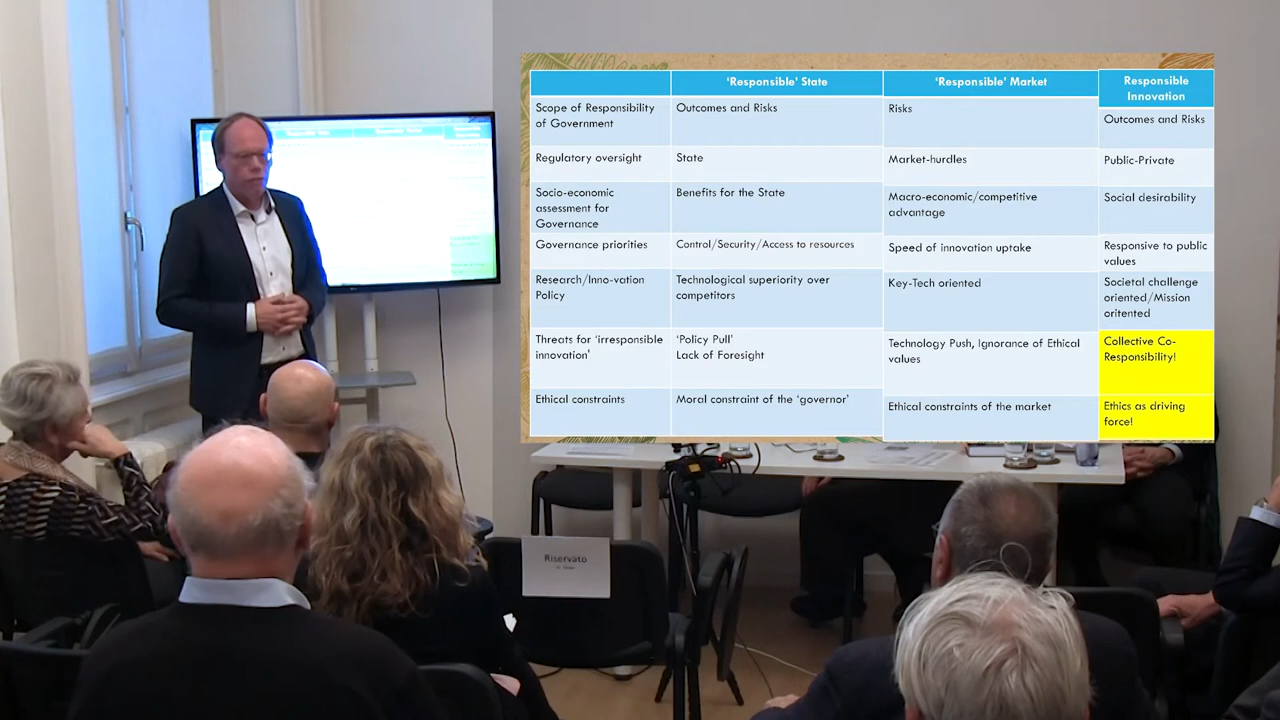 'Responsible' State
'Responsible' Market
Responsible
Innovation
Scope of Responsibility
of Government
Outcomes and Risks
Risks
Outcomes and Risks
Regulatory oversight
State
Market-hurdles
Public-Private
Socio-economic
assessment for
Governance
Benefits for the State
Macro-economic/competitive
advantage
Social desirability
Governance priorities
Control/Security/Access to resources
Speed of innovation uptake
Responsive to public
values
Research/Inno-vation
Policy
Technological superiority over
competitors
Key-Tech oriented
Societal challenge
oriented/Mission
oritented
Threats for 'irresponsible
innovation'
'Policy Pull'
Lack of Foresight
Technology Push, Ignorance of Ethical
values
Collective Co-
Responsibility!
Ethical constraints
Moral constraint of the 'governor'
Ethical constraints of the market
Ethics as driving
force!
Riservato